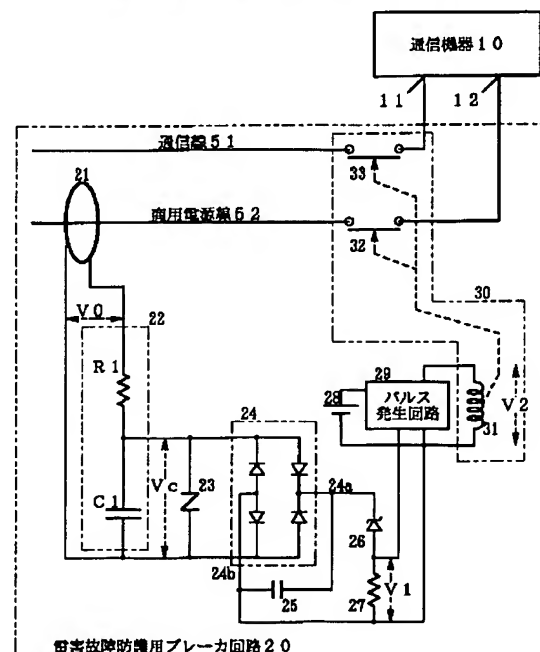 通信機器10
11
12
通信線51
21
33
商用電源線52
32
30
V0
22
R1
29
パルス
発生回路
28
V2
31
24
Vc
23
24a
C1
26
24b
25
27
V1
雷害故障防護用ブレーカ回路20